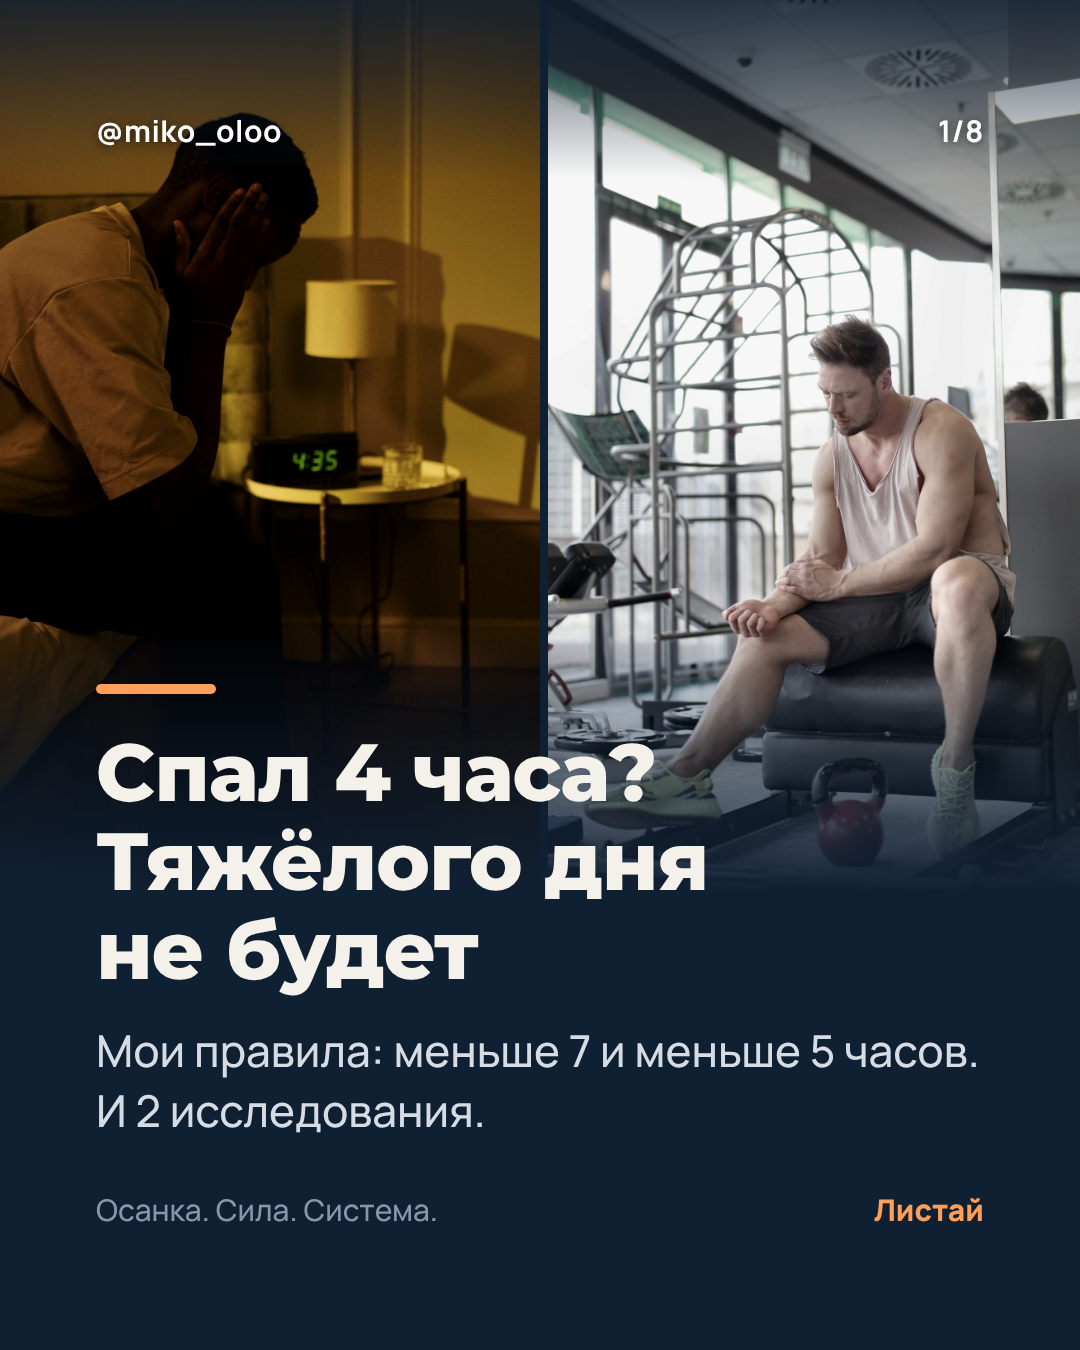 @miko_oloo
1/8
4:35
Спал 4 часа?
Тяжёлого дня
не будет
Мои правила: меньше 7 и меньше 5 часов.
И 2 исследования.
Осанка. Сила. Система.
Листай